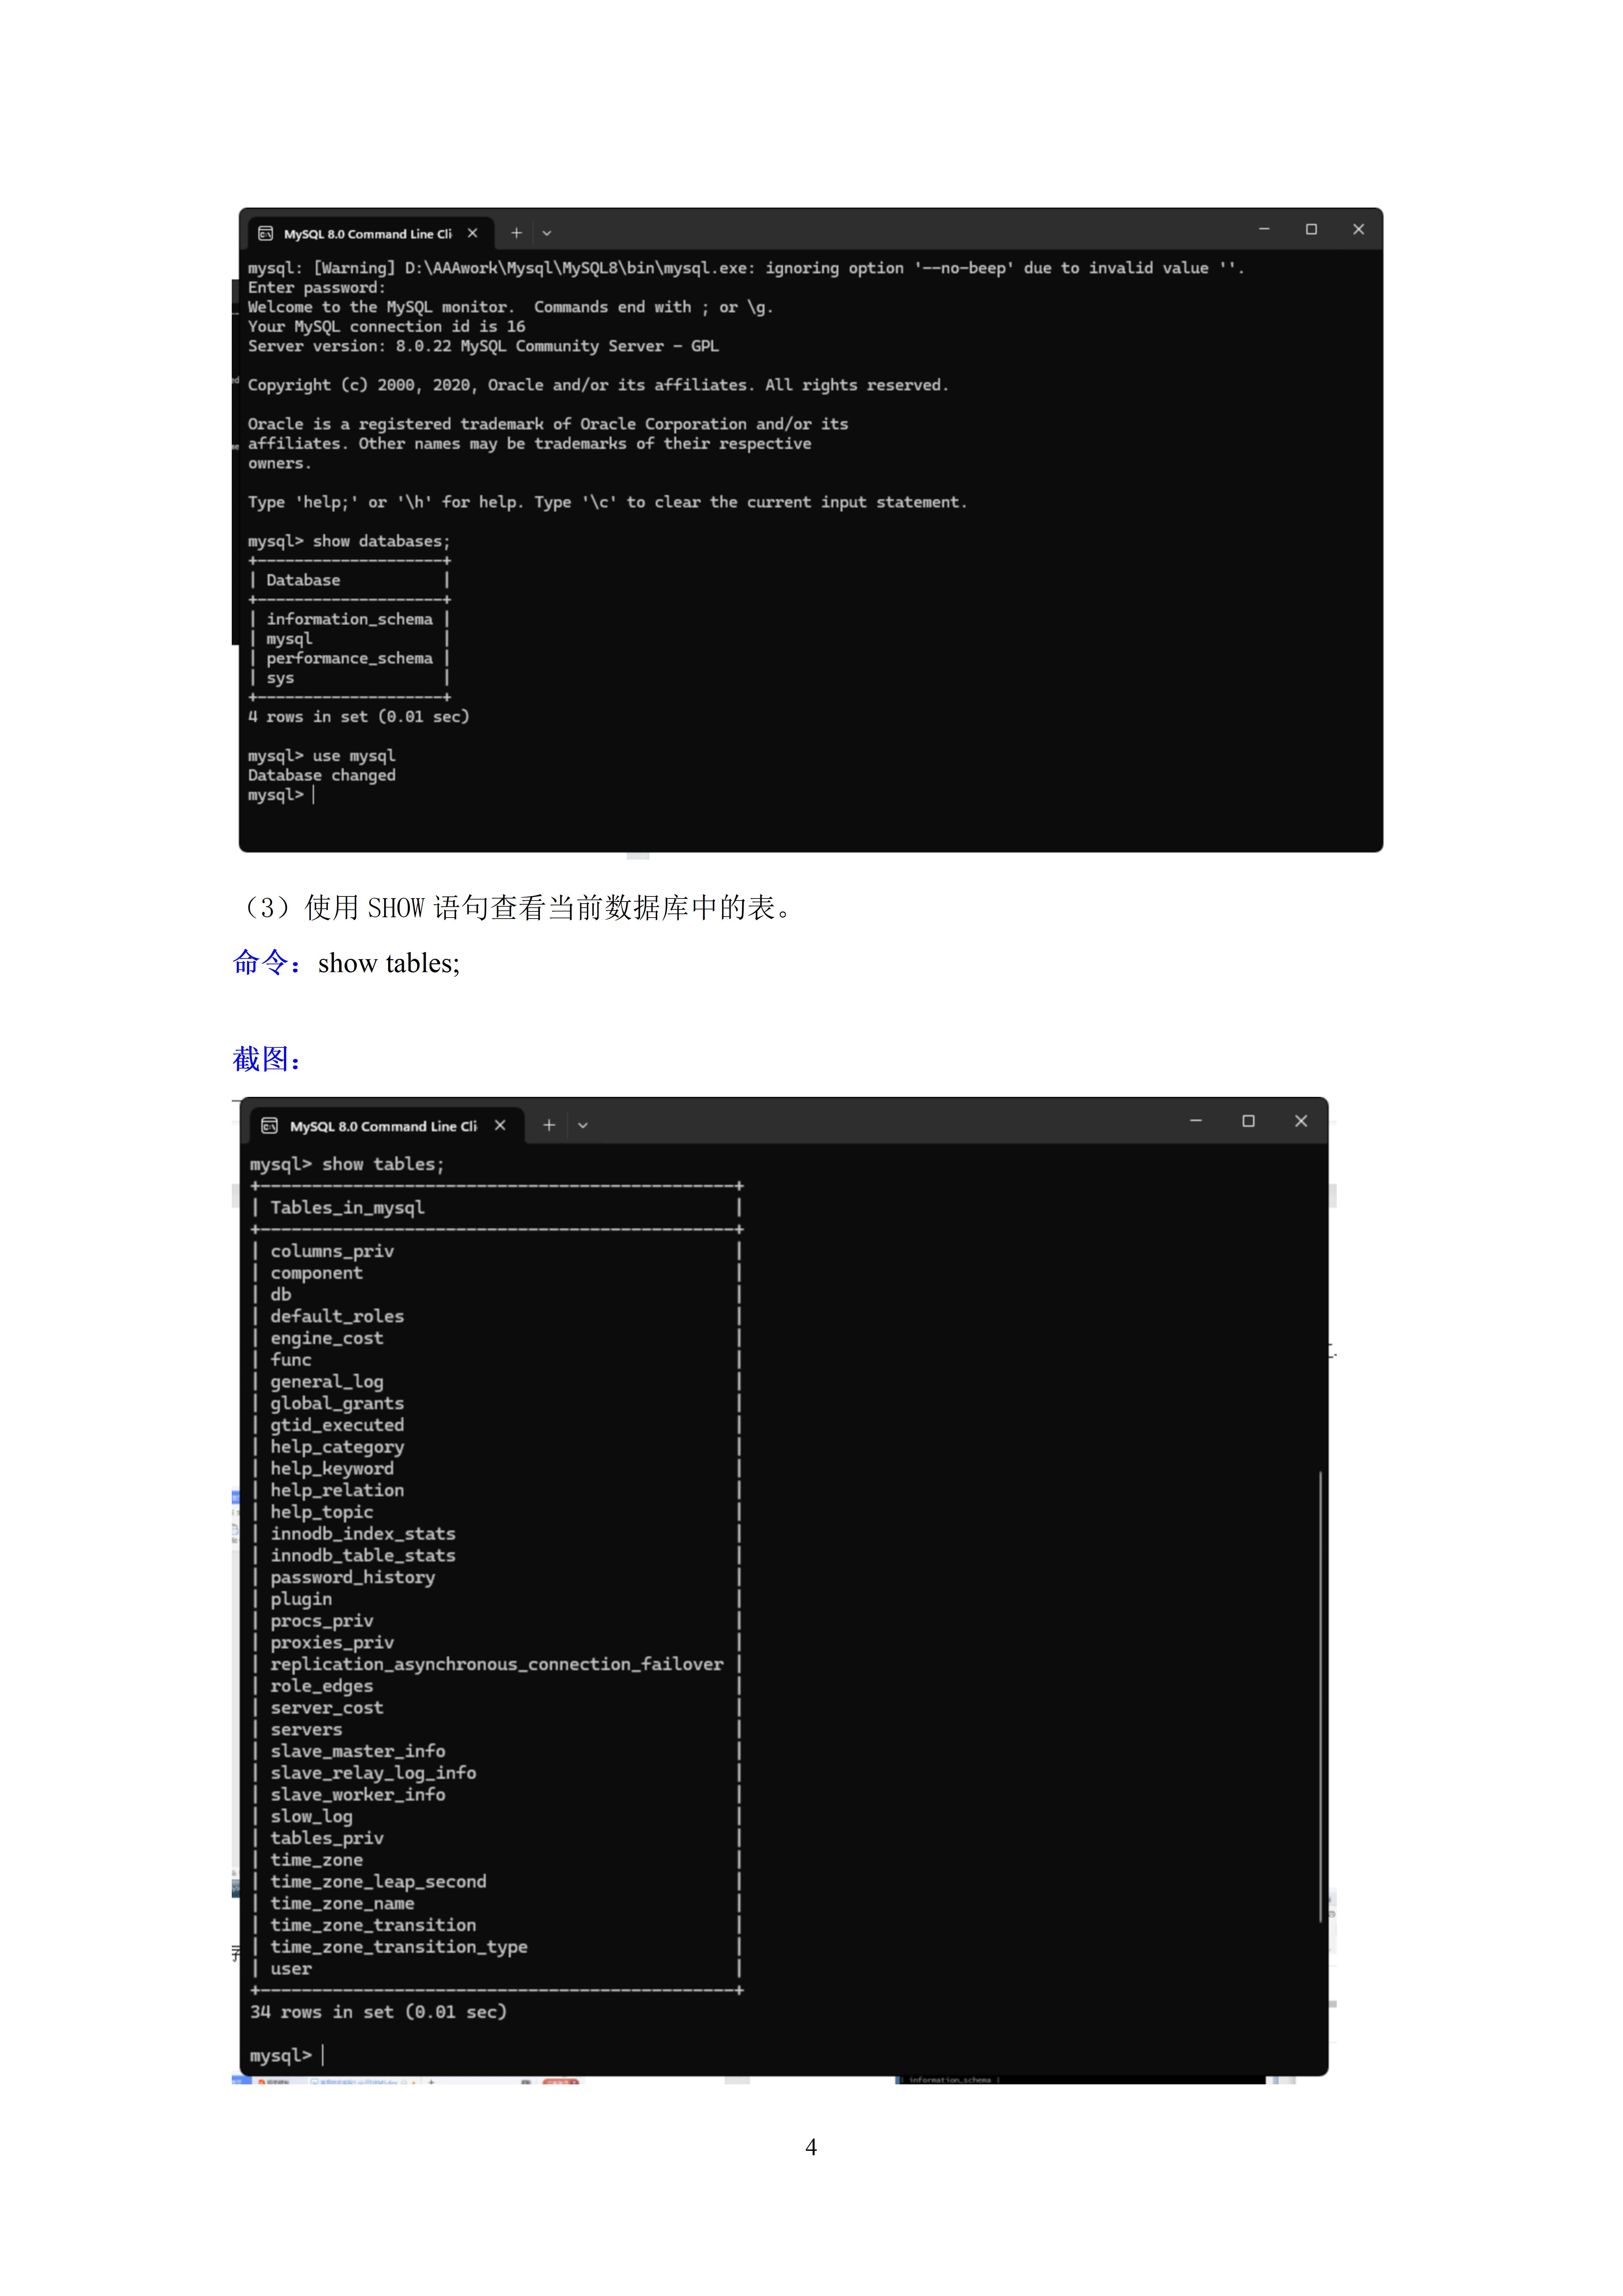 MySQL 8.0 Command Line Cli
mysql: [Warning] D:\AAAwork\Mysql\MySQL8\bin\mysql.exe: ignoring option '--no-beep' due to invalid value ''.
Enter password:
Welcome to the MySQL monitor.  Commands end with ; or \g.
Your MySQL connection id is 16
Server version: 8.0.22 MySQL Community Server - GPL
Copyright (c) 2000, 2020, Oracle and/or its affiliates. All rights reserved.
Oracle is a registered trademark of Oracle Corporation and/or its
affiliates. Other names may be trademarks of their respective
owners.
Type 'help;' or '\h' for help. Type '\c' to clear the current input statement.
mysql> show databases;
+--------------------+
| Database           |
+--------------------+
| information_schema |
| mysql              |
| performance_schema |
| sys                |
+--------------------+
4 rows in set (0.01 sec)
mysql> use mysql
Database changed
mysql>
（3）使用 SHOW 语句查看当前数据库中的表。
命令：show tables;
截图：
MySQL 8.0 Command Line Cli
mysql> show tables;
+----------------------------------------------+
| Tables_in_mysql                              |
+----------------------------------------------+
| columns_priv                                 |
| component                                    |
| db                                           |
| default_roles                                |
| engine_cost                                  |
| func                                         |
| general_log                                  |
| global_grants                                |
| gtid_executed                                |
| help_category                                |
| help_keyword                                 |
| help_relation                                |
| help_topic                                   |
| innodb_index_stats                           |
| innodb_table_stats                           |
| password_history                             |
| plugin                                       |
| procs_priv                                   |
| proxies_priv                                 |
| replication_asynchronous_connection_failover |
| role_edges                                   |
| server_cost                                  |
| servers                                      |
| slave_master_info                            |
| slave_relay_log_info                         |
| slave_worker_info                            |
| slow_log                                     |
| tables_priv                                  |
| time_zone                                    |
| time_zone_leap_second                        |
| time_zone_name                               |
| time_zone_transition                         |
| time_zone_transition_type                    |
| user                                         |
+----------------------------------------------+
34 rows in set (0.01 sec)
mysql>
information_schema |
4